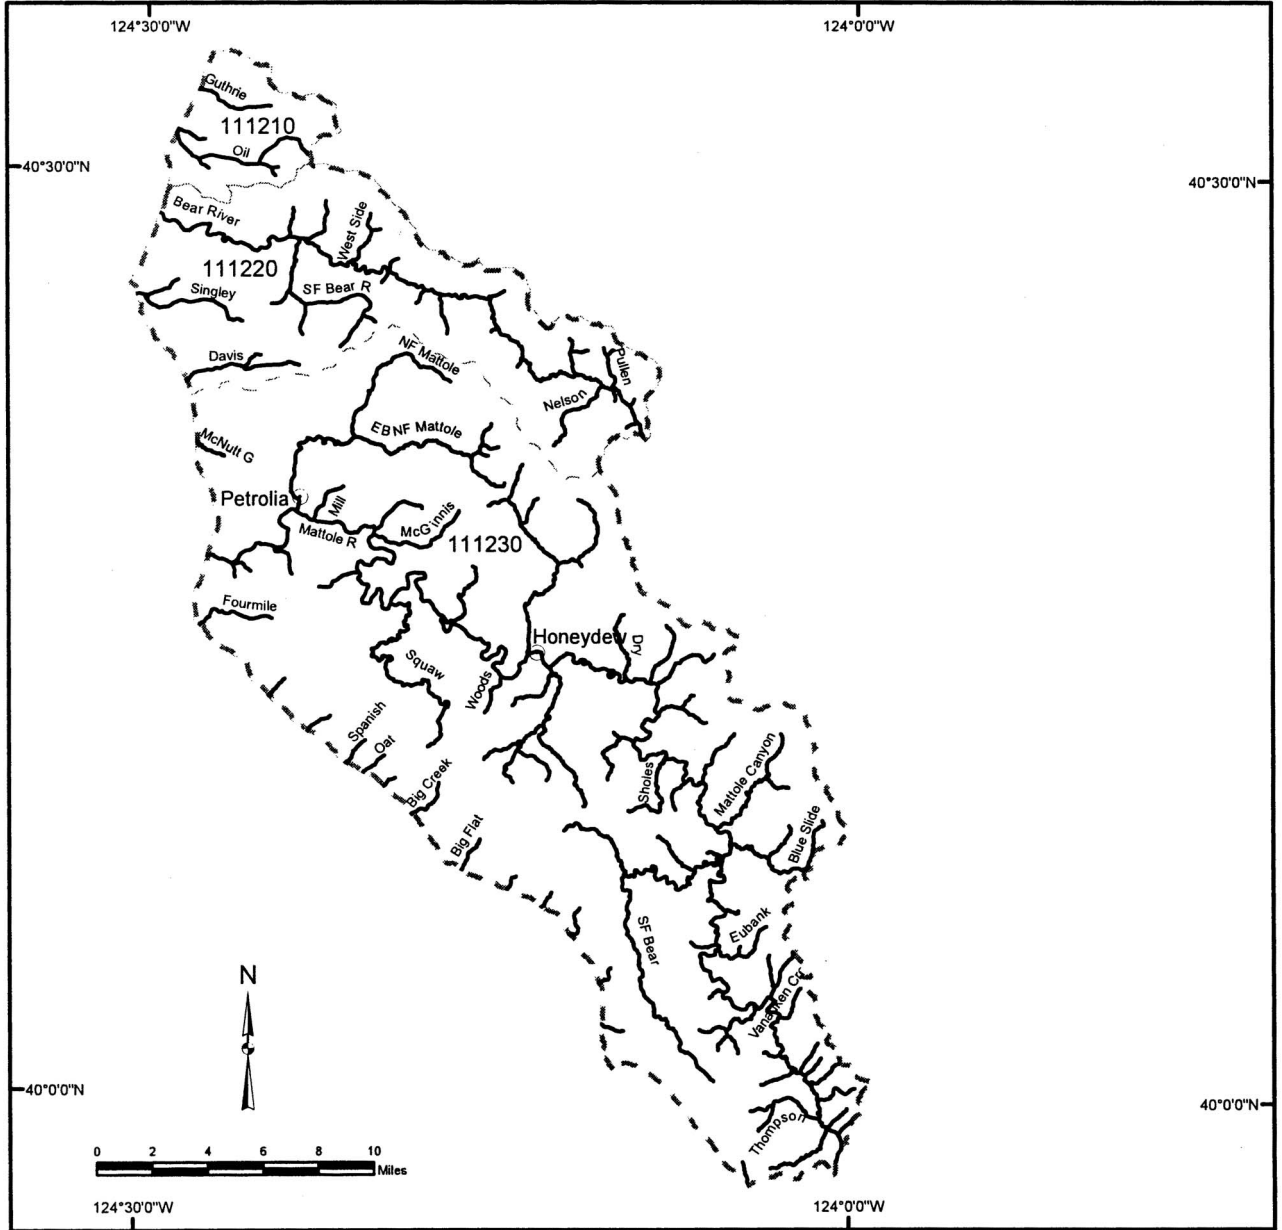 124°30'0"W
124°0'0"W
Guthrie
111210
Oil
40°30'0"N
40°30'0"N
Bear River
West Side
111220
Singley
SF Bear R
Davis
NF Mattole
Pullen
Nelson
EBNF Mattole
McNutt G
Petrolia
Mill
McGinnis
Mattole R
111230
Fourmile
Honeydew
Dry
Squaw
Woods
Spanish
Oat
Mattole Canyon
Sholes
Big Creek
Blue Slide
Big Flat
SF Bear
Eubank
N
Vanauken Cr
40°0'0"N
40°0'0"N
Thompson
0 2 4 6 8 10
Miles
124°30'0"W
124°0'0"W